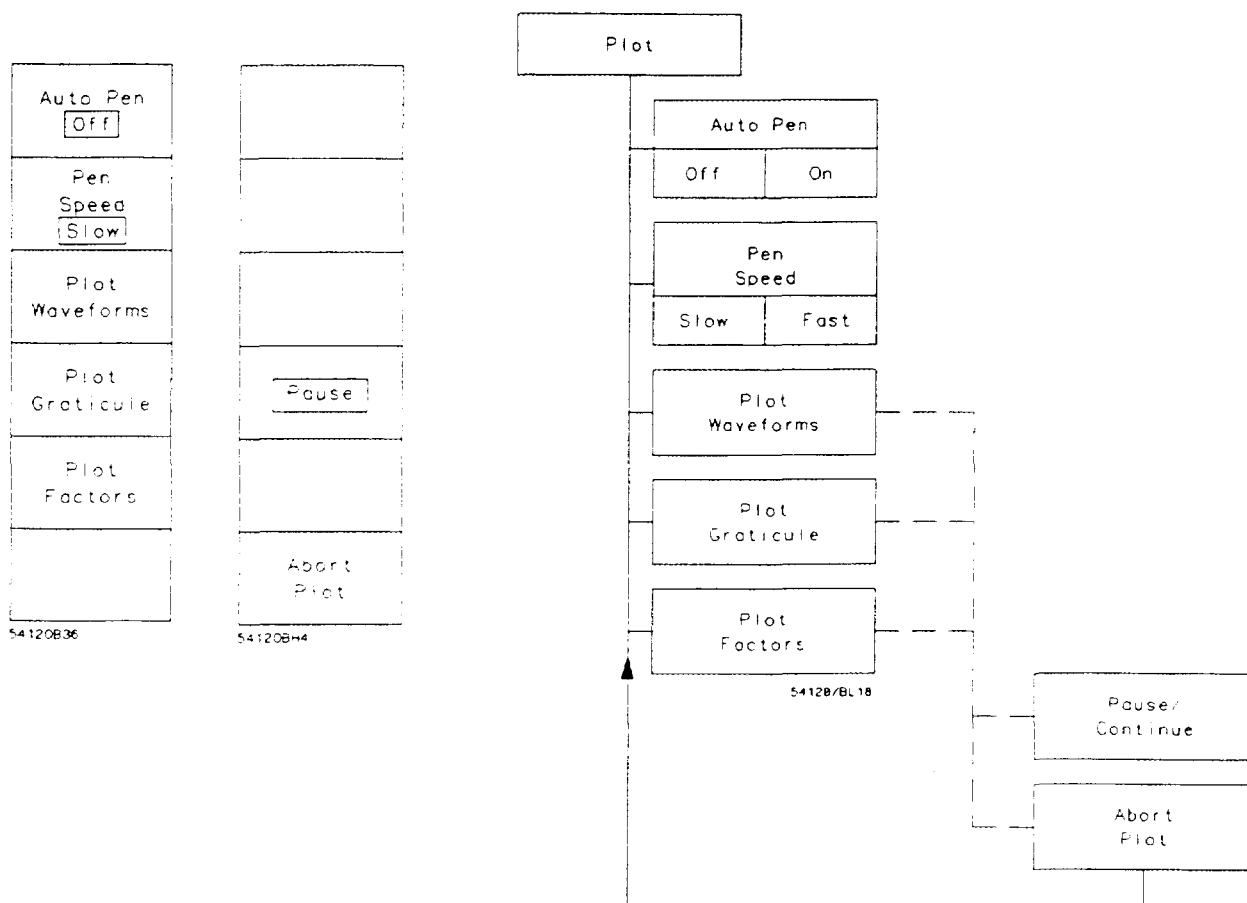 Auto Pen
Off
Pen
Speed
Slow
Plot
Waveforms
Plot
Graticule
Plot
Factors
54120B36
Pause
Abort
Plot
54120BH4
Plot
Auto Pen
Off On
Pen
Speed
Slow Fast
Plot
Waveforms
Plot
Graticule
Plot
Factors
54120/BL18
Pause/
Continue
Abort
Plot